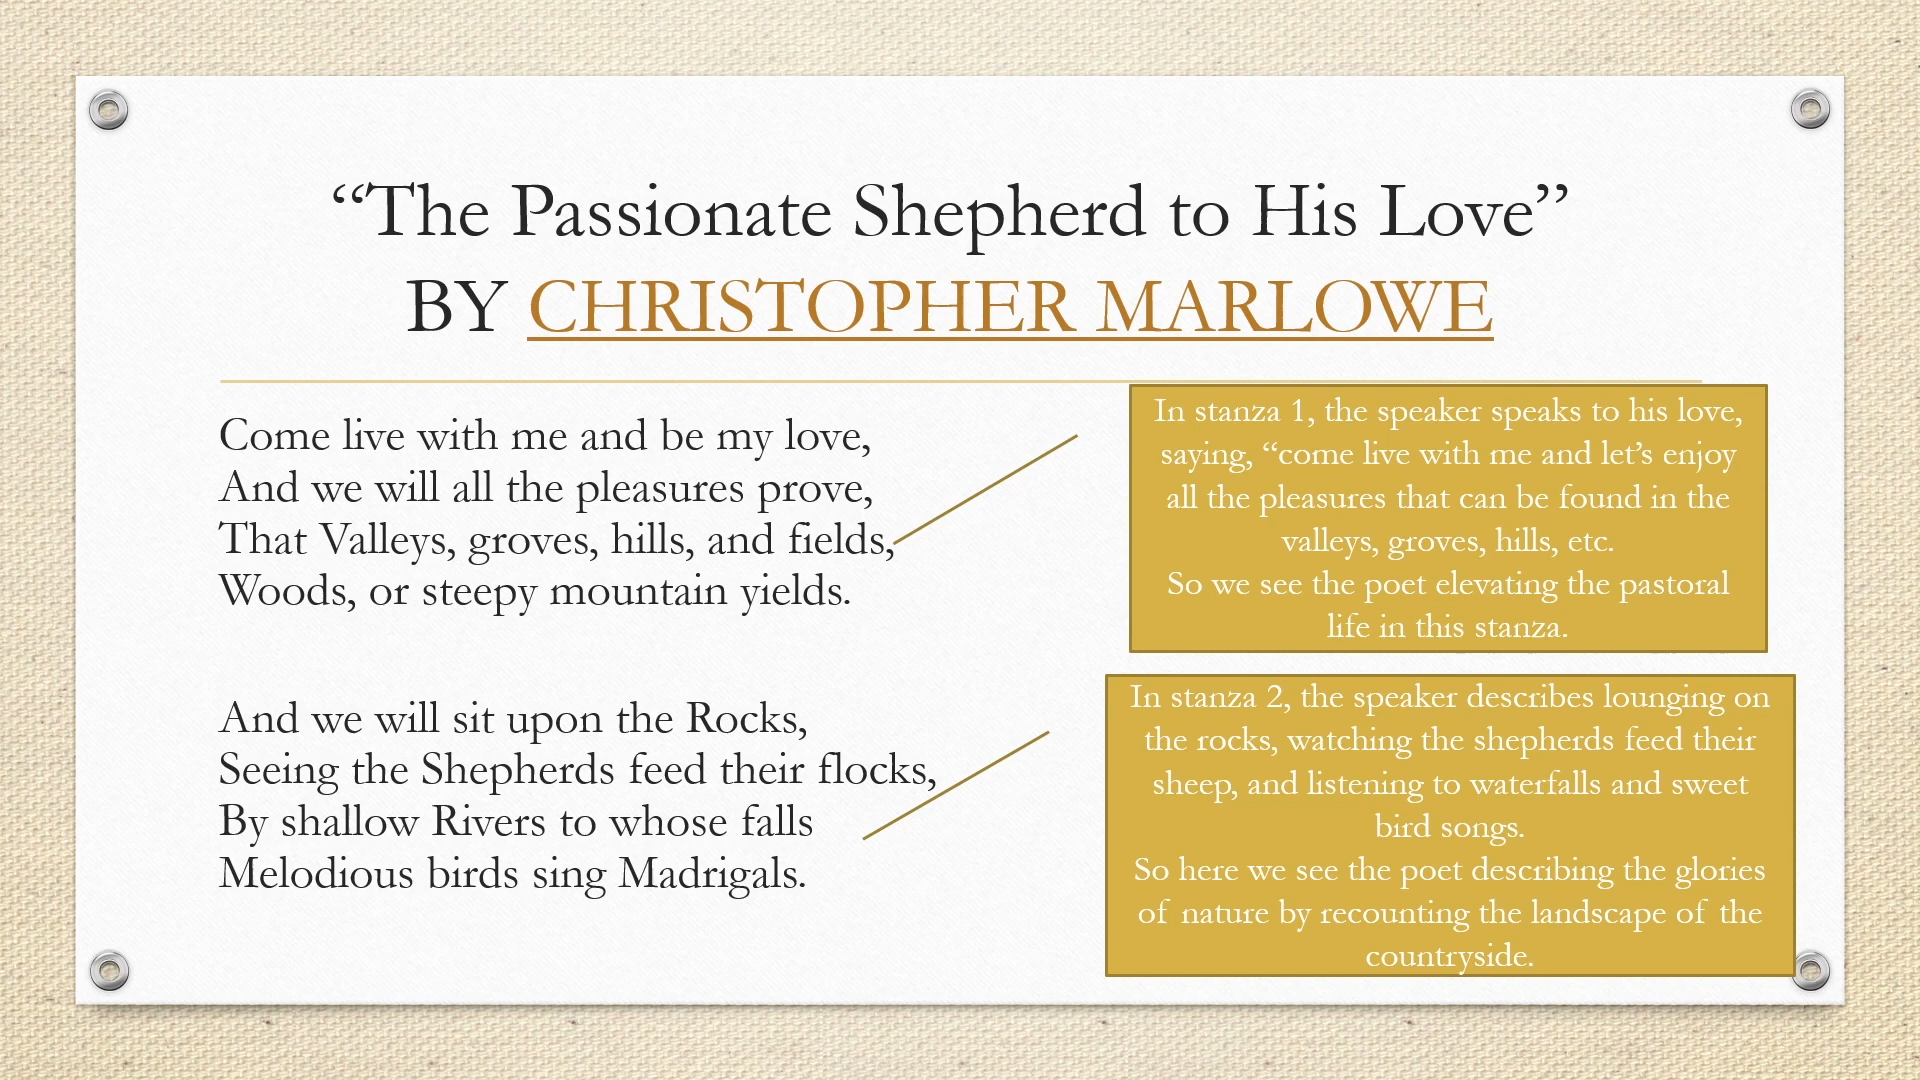 “The Passionate Shepherd to His Love”
BY CHRISTOPHER MARLOWE
Come live with me and be my love,
And we will all the pleasures prove,
That Valleys, groves, hills, and fields,
Woods, or steepy mountain yields.
And we will sit upon the Rocks,
Seeing the Shepherds feed their flocks,
By shallow Rivers to whose falls
Melodious birds sing Madrigals.
In stanza 1, the speaker speaks to his love,
saying, “come live with me and let’s enjoy
all the pleasures that can be found in the
valleys, groves, hills, etc.
So we see the poet elevating the pastoral
life in this stanza.
In stanza 2, the speaker describes lounging on
the rocks, watching the shepherds feed their
sheep, and listening to waterfalls and sweet
bird songs.
So here we see the poet describing the glories
of nature by recounting the landscape of the
countryside.